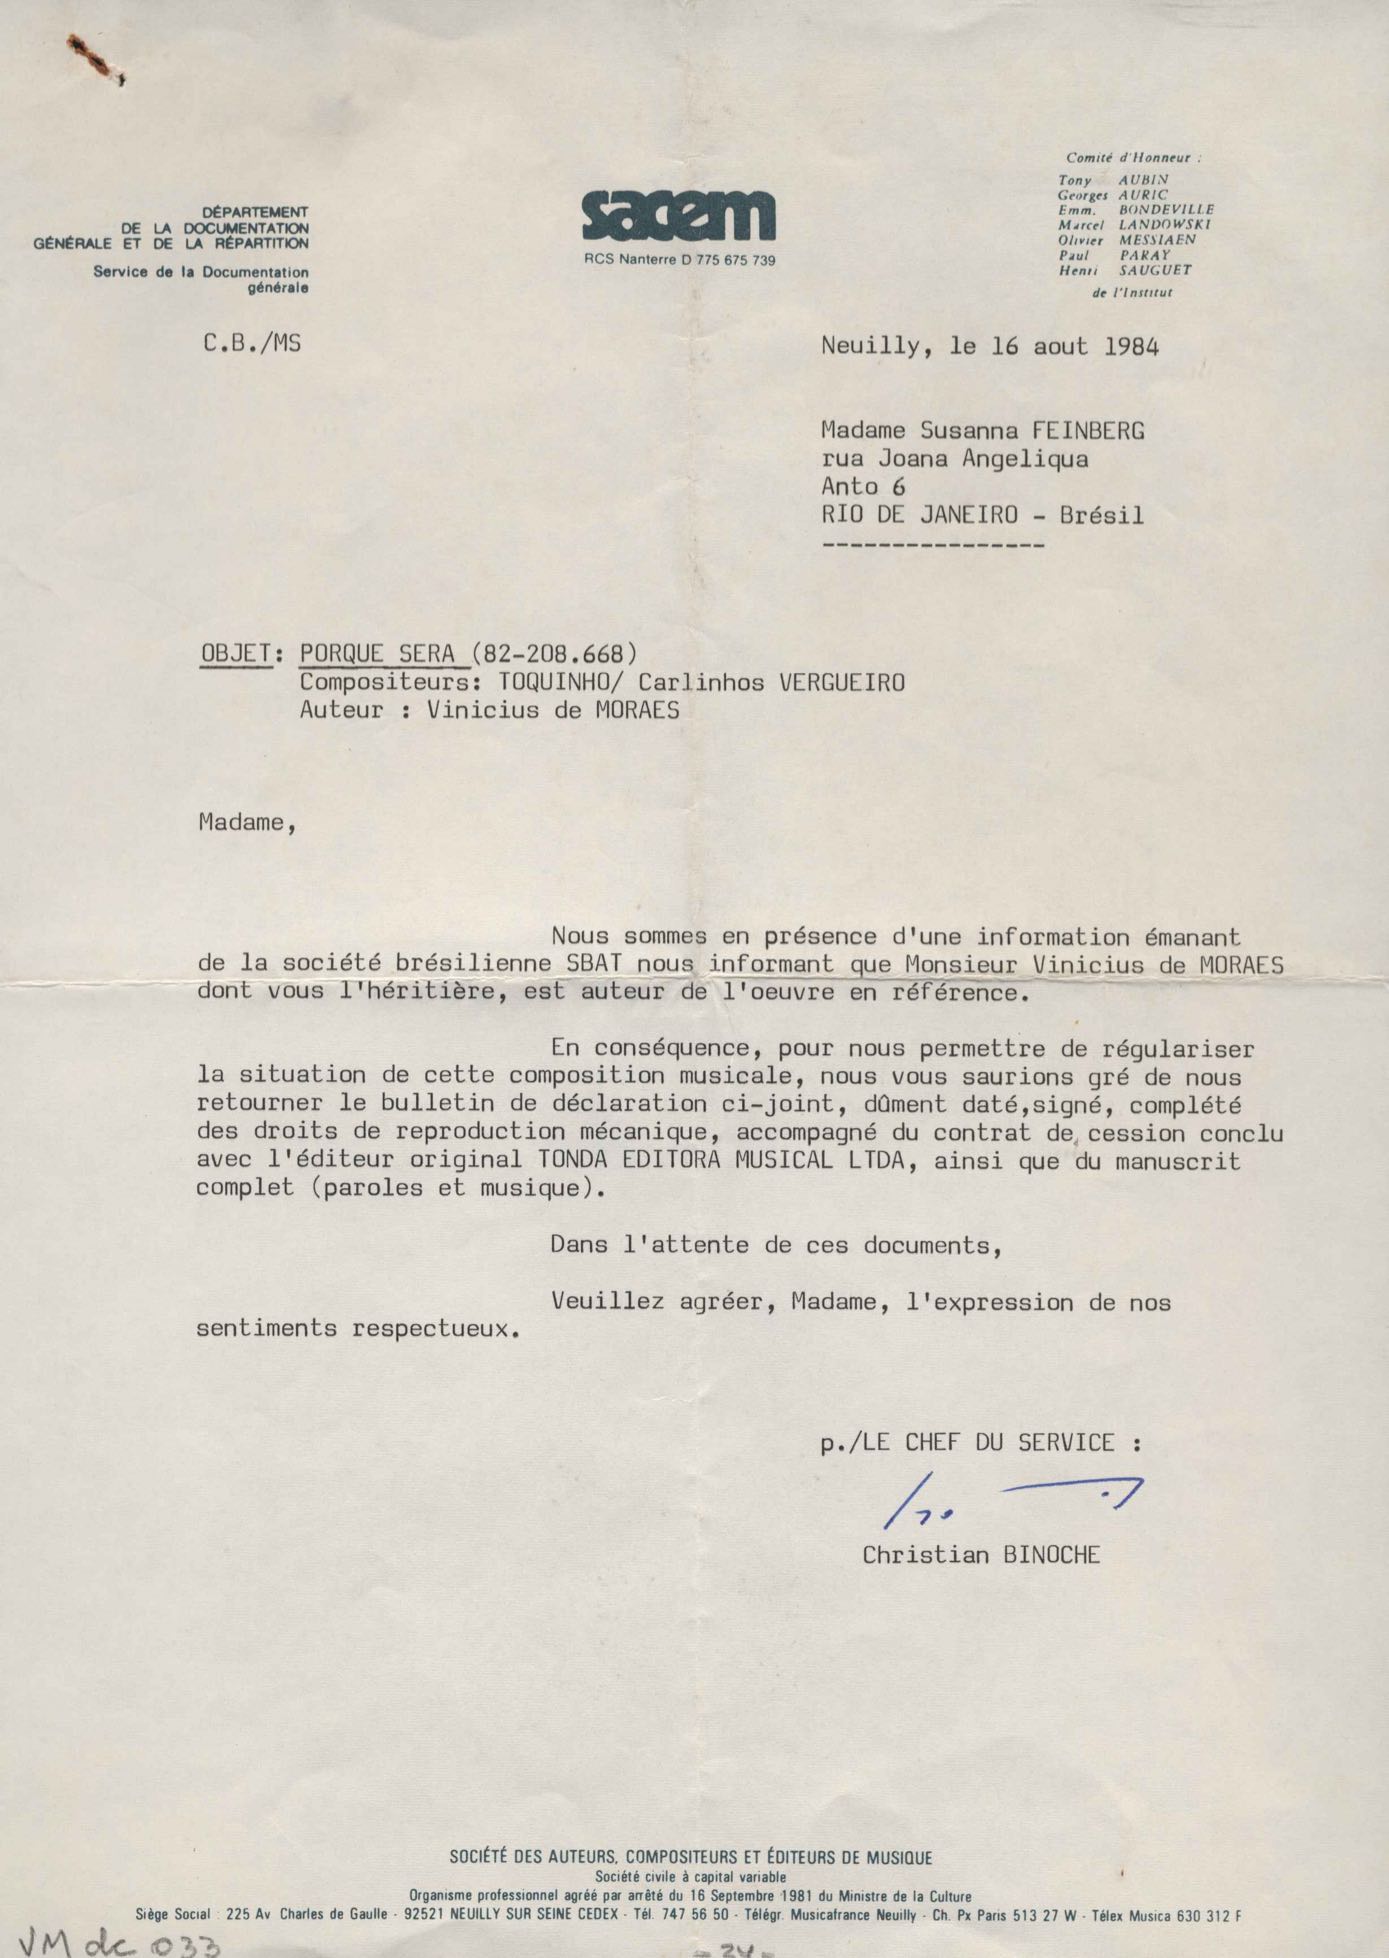 DÉPARTEMENT
DE LA DOCUMENTATION
GÉNÉRALE ET DE LA RÉPARTITION
Service de la Documentation
générale
sacem
RCS Nanterre D 775 675 739
Comité d'Honneur :
Tony AUBIN
Georges AURIC
Emm. BONDEVILLE
Marcel LANDOWSKI
Olivier MESSIAEN
Paul PARAY
Henri SAUGUET
de l'Institut
C.B./MS
Neuilly, le 16 aout 1984
Madame Susanna FEINBERG
rua Joana Angeliqua
Anto 6
RIO DE JANEIRO - Brésil
----------------
OBJET: PORQUE SERA (82-208.668)
Compositeurs: TOQUINHO/ Carlinhos VERGUEIRO
Auteur : Vinicius de MORAES
Madame,
Nous sommes en présence d'une information émanant
de la société brésilienne SBAT nous informant que Monsieur Vinicius de MORAES
dont vous l'héritière, est auteur de l'oeuvre en référence.
En conséquence, pour nous permettre de régulariser
la situation de cette composition musicale, nous vous saurions gré de nous
retourner le bulletin de déclaration ci-joint, dûment daté,signé, complété
des droits de reproduction mécanique, accompagné du contrat de cession conclu
avec l'éditeur original TONDA EDITORA MUSICAL LTDA, ainsi que du manuscrit
complet (paroles et musique).
Dans l'attente de ces documents,
Veuillez agréer, Madame, l'expression de nos
sentiments respectueux.
p./LE CHEF DU SERVICE :
Christian BINOCHE
SOCIÉTÉ DES AUTEURS, COMPOSITEURS ET ÉDITEURS DE MUSIQUE
Société civile à capital variable
Organisme professionnel agréé par arrêté du 16 Septembre 1981 du Ministre de la Culture
Siège Social : 225 Av Charles de Gaulle - 92521 NEUILLY SUR SEINE CEDEX - Tél. 747 56 50 - Télégr. Musicafrance Neuilly - Ch. Px Paris 513 27 W - Télex Musica 630 312 F
VM dc 033
- 24 -